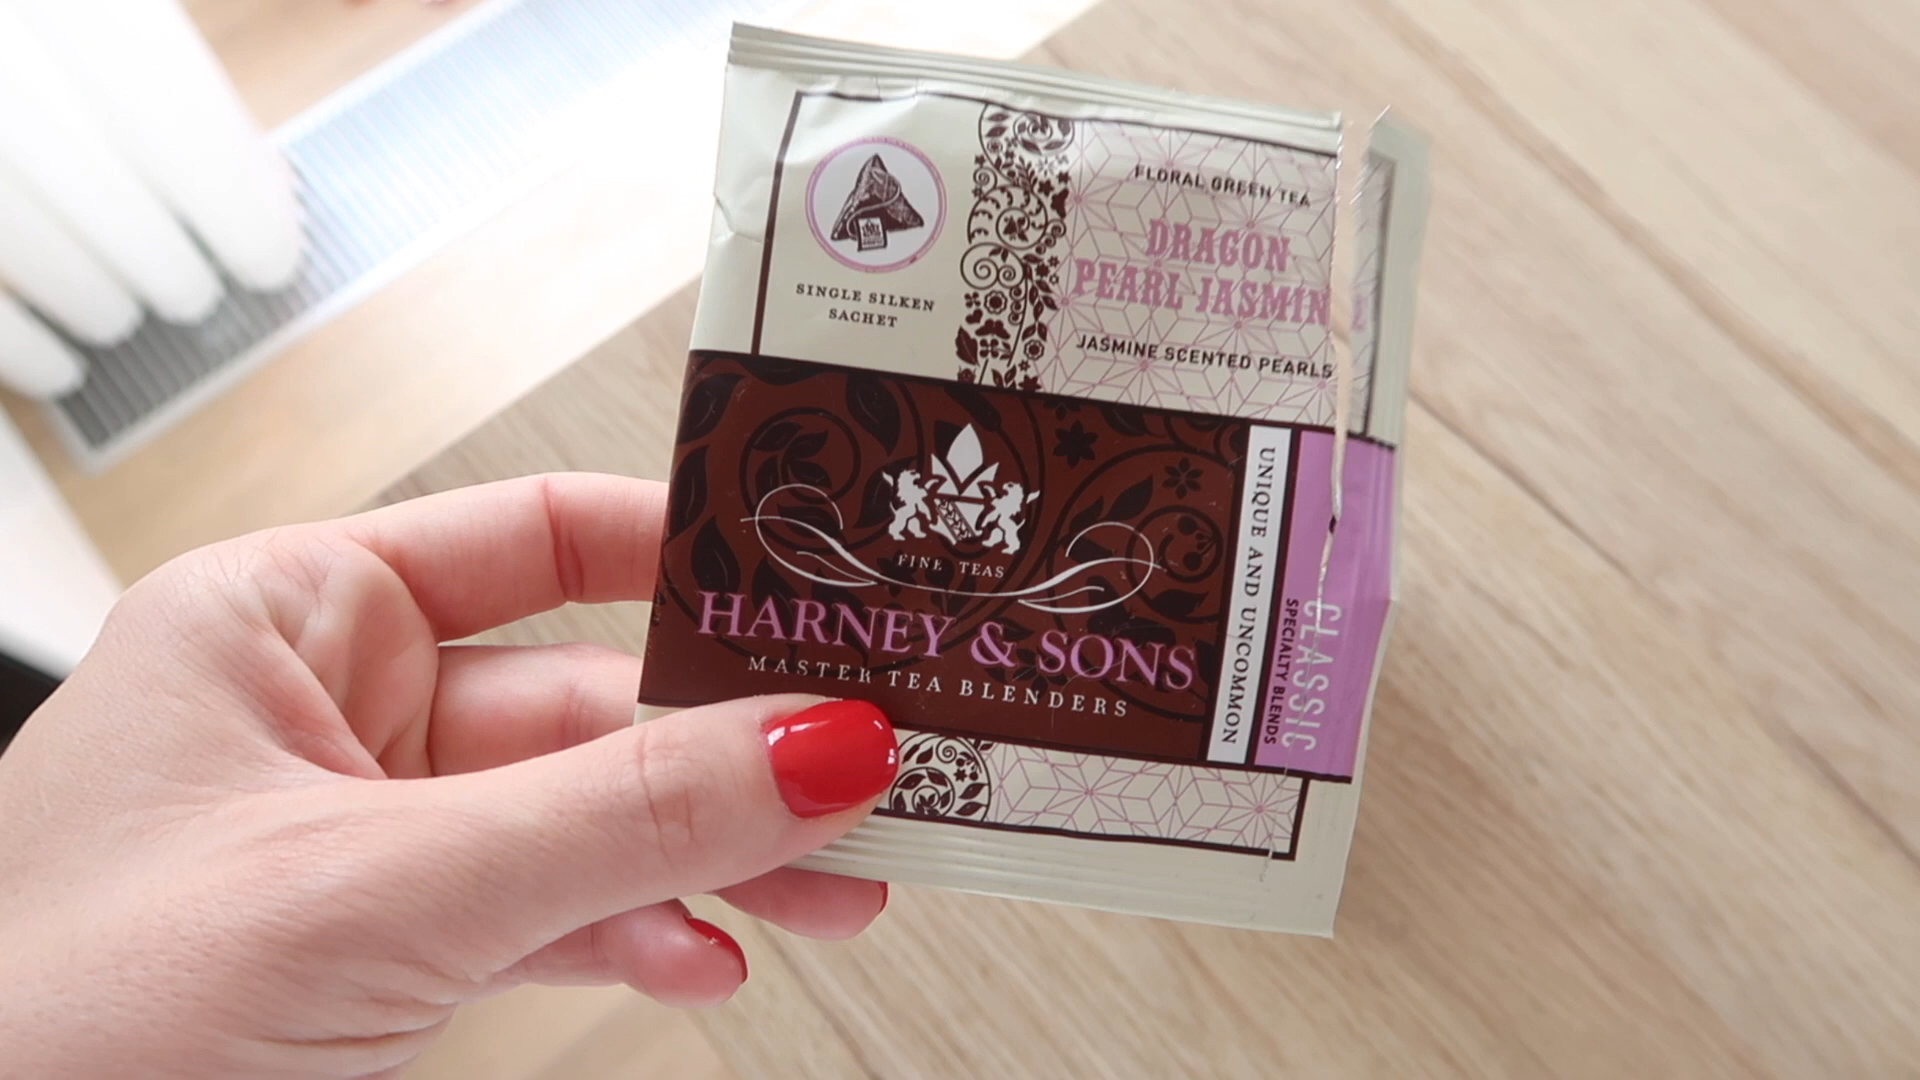 FLORAL GREEN TEA
DRAGON
PEARL JASMINE
JASMINE SCENTED PEARLS
SINGLE SILKEN
SACHET
FINE TEAS
HARNEY & SONS
MASTER TEA BLENDERS
UNIQUE AND UNCOMMON
CLASSIC
SPECIALTY BLENDS